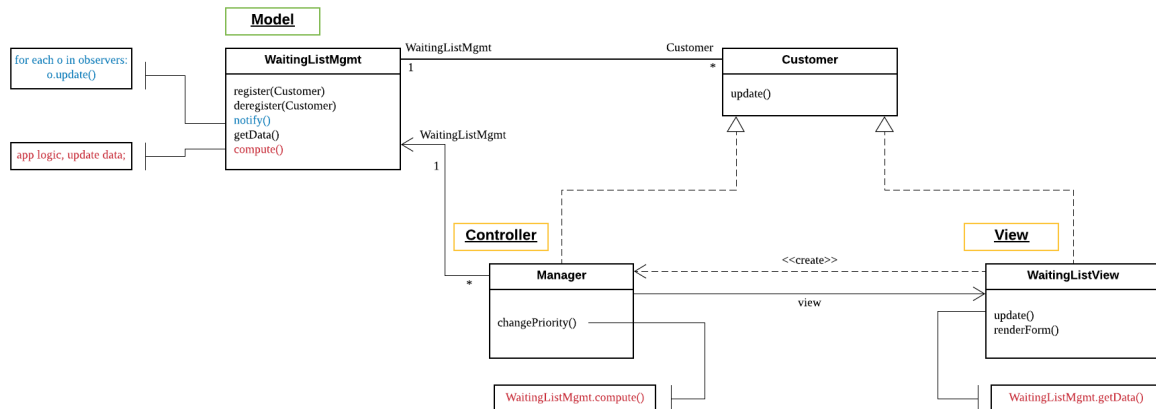 Model
for each o in observers:
o.update()
WaitingListMgmt
register(Customer)
deregister(Customer)
notify()
getData()
compute()
app logic, update data;
WaitingListMgmt
1
Customer
*
Customer
update()
WaitingListMgmt
1
*
Controller
Manager
changePriority()
WaitingListMgmt.compute()
<<create>>
view
View
WaitingListView
update()
renderForm()
WaitingListMgmt.getData()